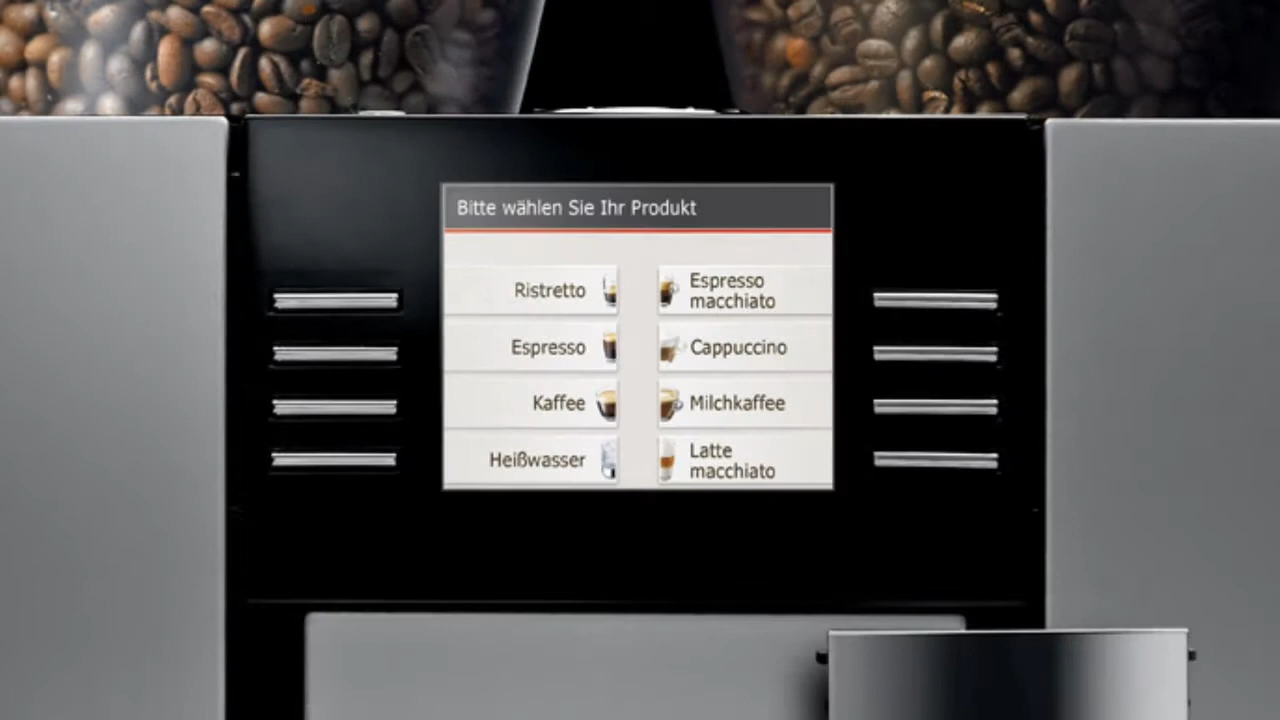 Bitte wählen Sie Ihr Produkt
Ristretto
Espresso
macchiato
Espresso
Cappuccino
Kaffee
Milchkaffee
Heißwasser
Latte
macchiato